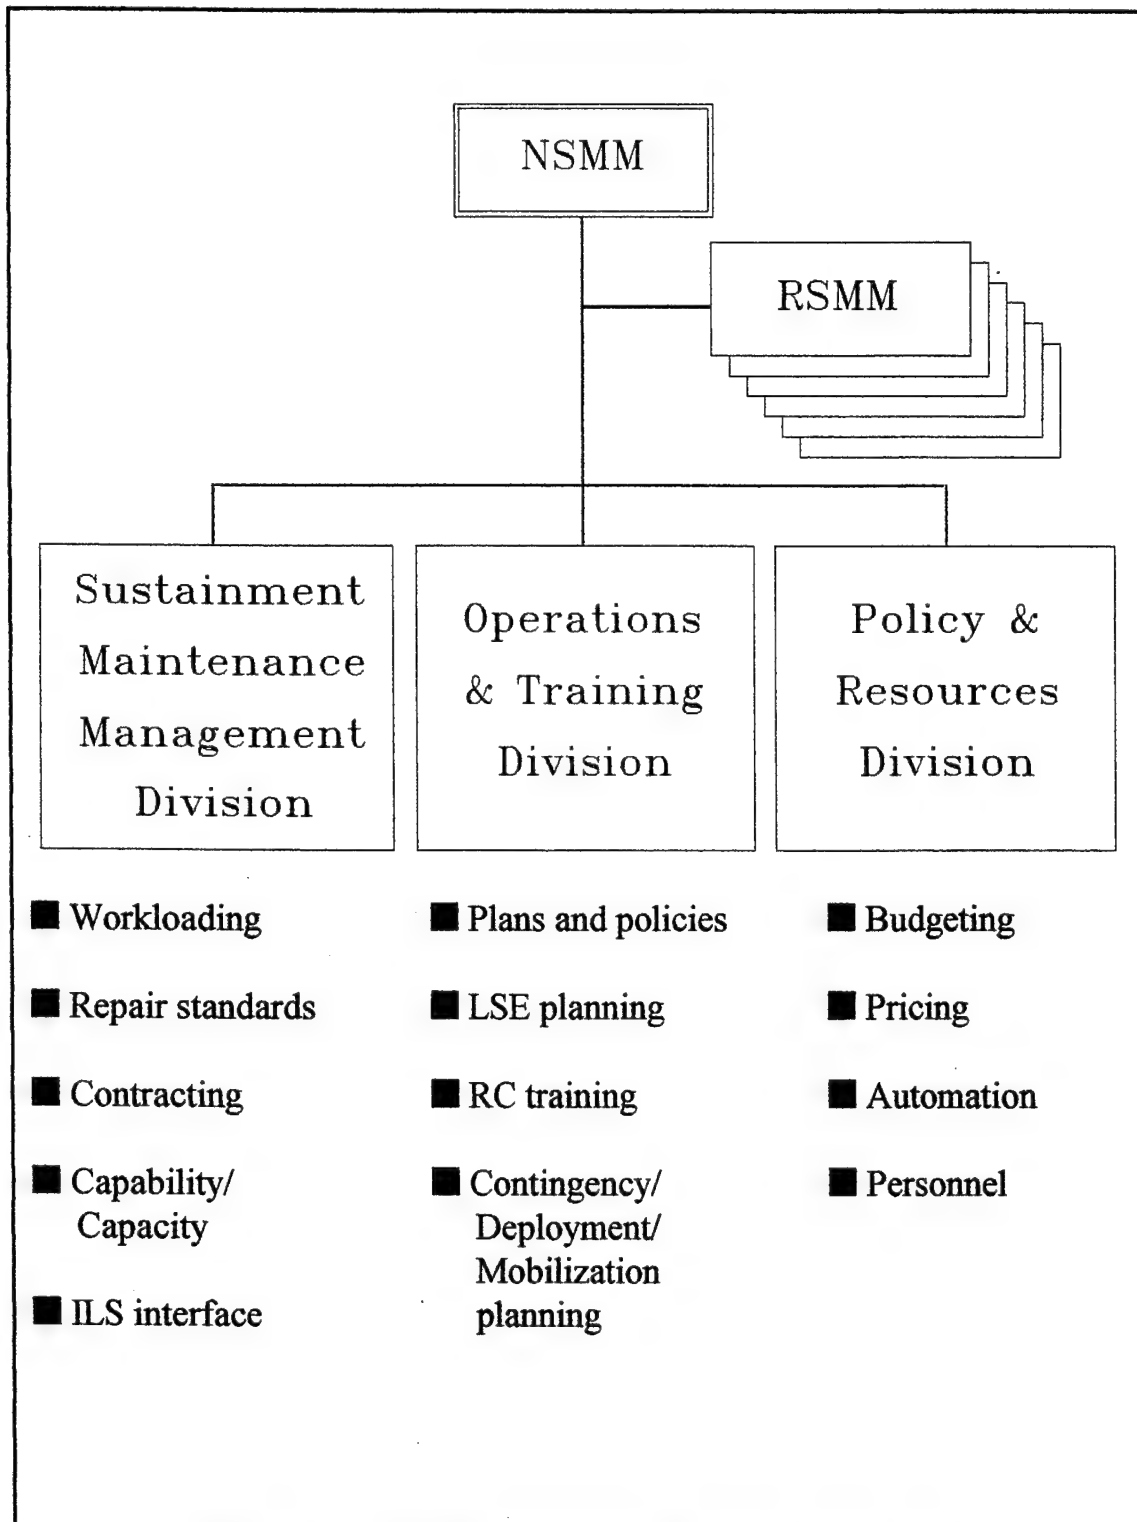 NSMM
RSMM
Sustainment
Maintenance
Management
Division
Operations
& Training
Division
Policy &
Resources
Division
■ Workloading
■ Repair standards
■ Contracting
■ Capability/
Capacity
■ ILS interface
■ Plans and policies
■ LSE planning
■ RC training
■ Contingency/
Deployment/
Mobilization
planning
■ Budgeting
■ Pricing
■ Automation
■ Personnel